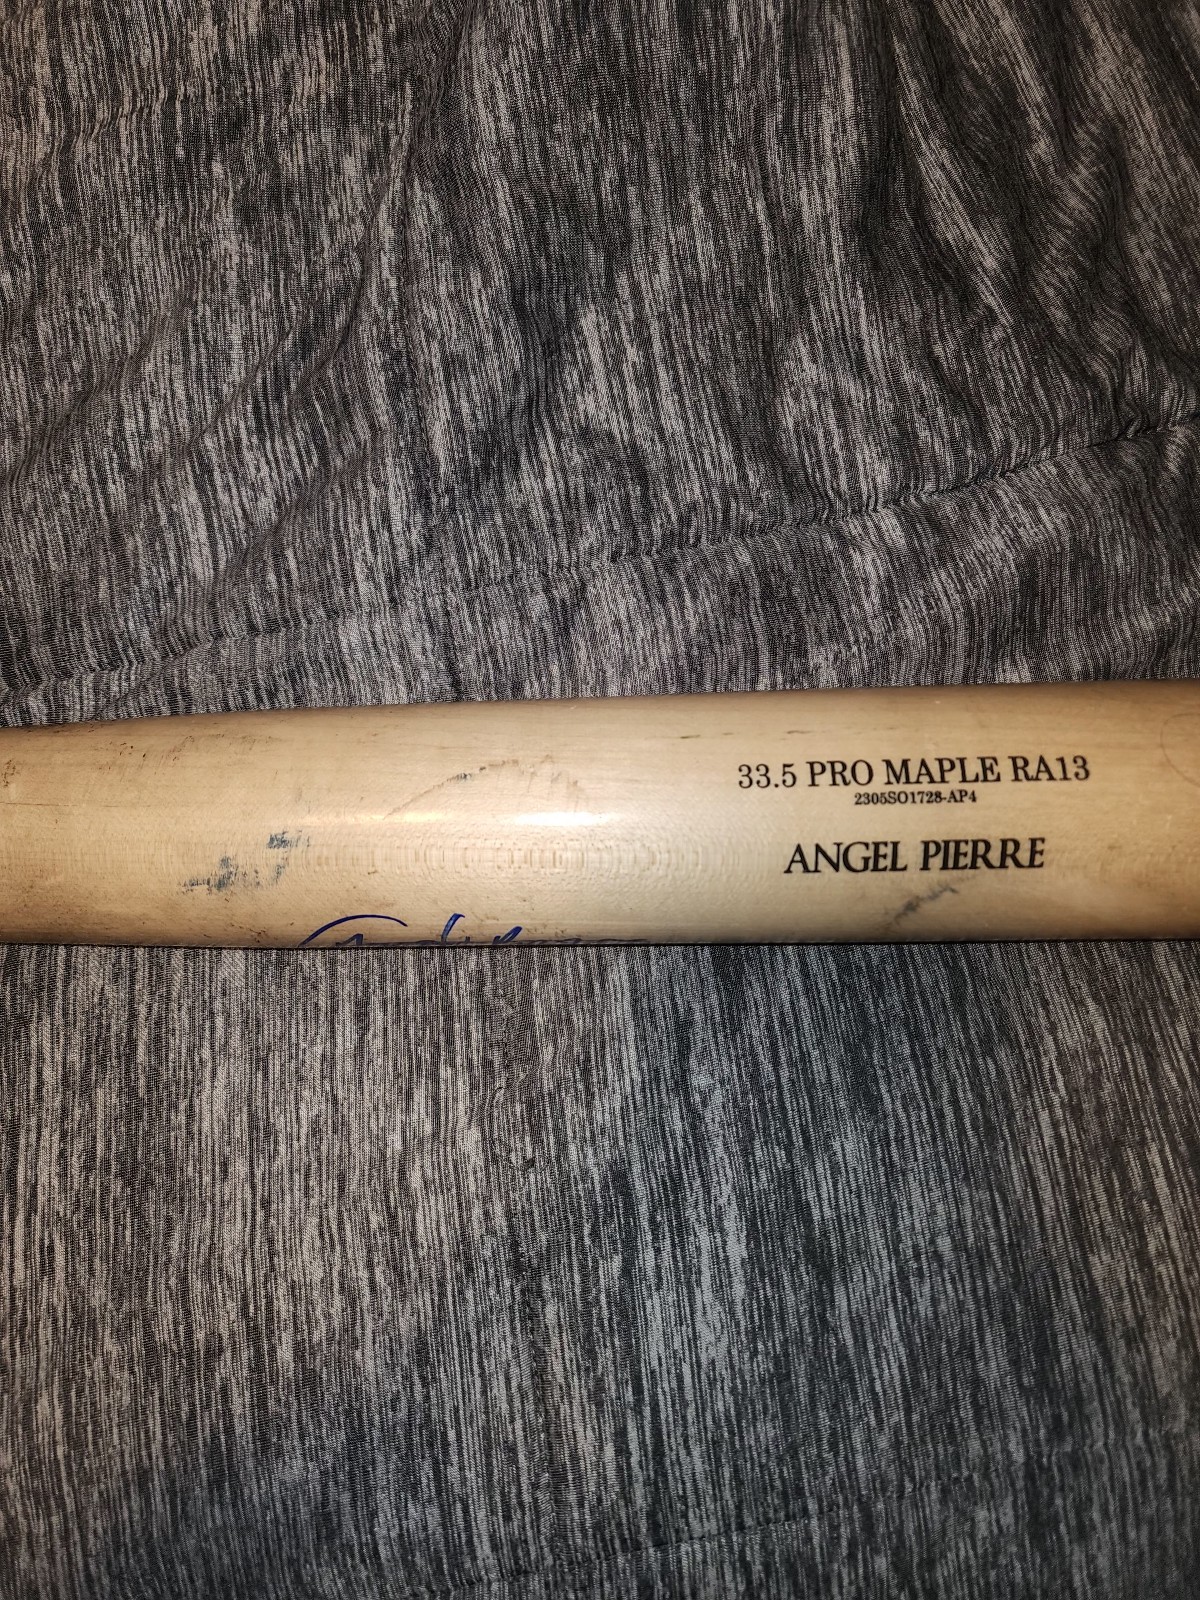 33.5 PRO MAPLE RA13
2305SO1728-AP4
ANGEL PIERRE